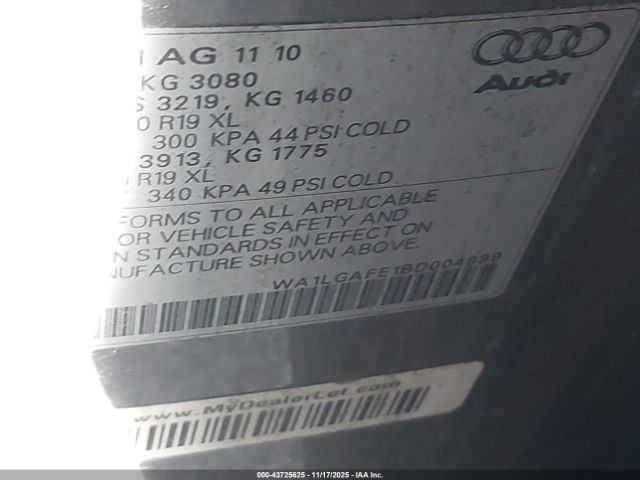 AG 11 10
Audi
KG 3080
S 3219, KG 1460
0 R19 XL
300 KPA 44 PSI COLD
3913, KG 1775
R19 XL
340 KPA 49 PSI COLD
FORMS TO ALL APPLICABLE
OR VEHICLE SAFETY AND
N STANDARDS IN EFFECT ON
NUFACTURE SHOWN ABOVE.
WA1LGAFE1BD004999
www.MyDealerLot.com
000-43725625 - 11/17/2025 - IAA Inc.